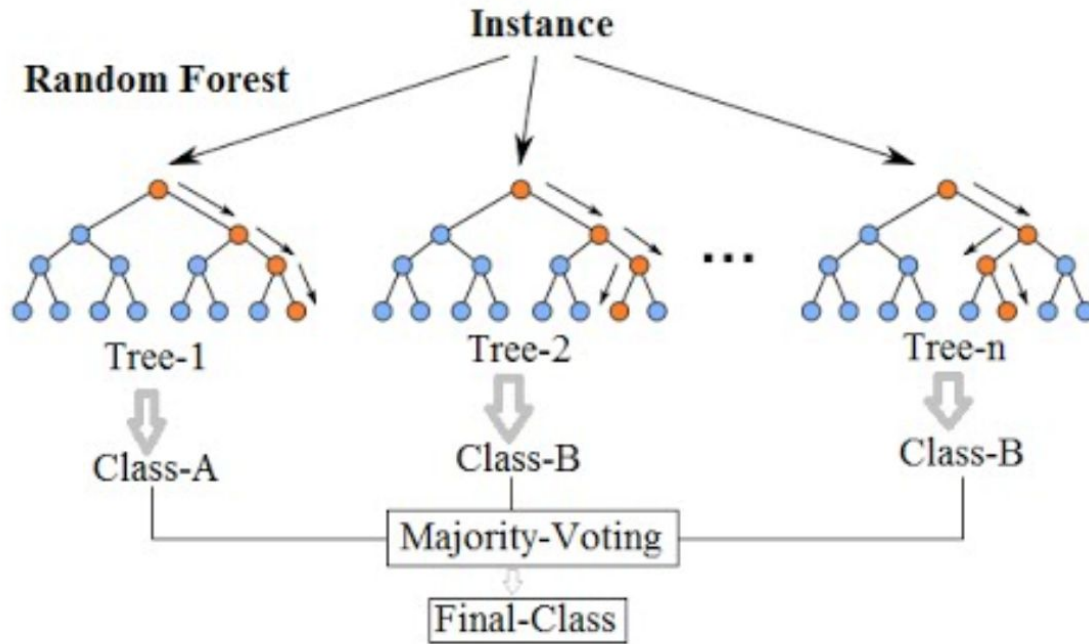 Instance
Random Forest
...
Tree-1 Tree-2 Tree-n
Class-A Class-B Class-B
Majority-Voting
Final-Class